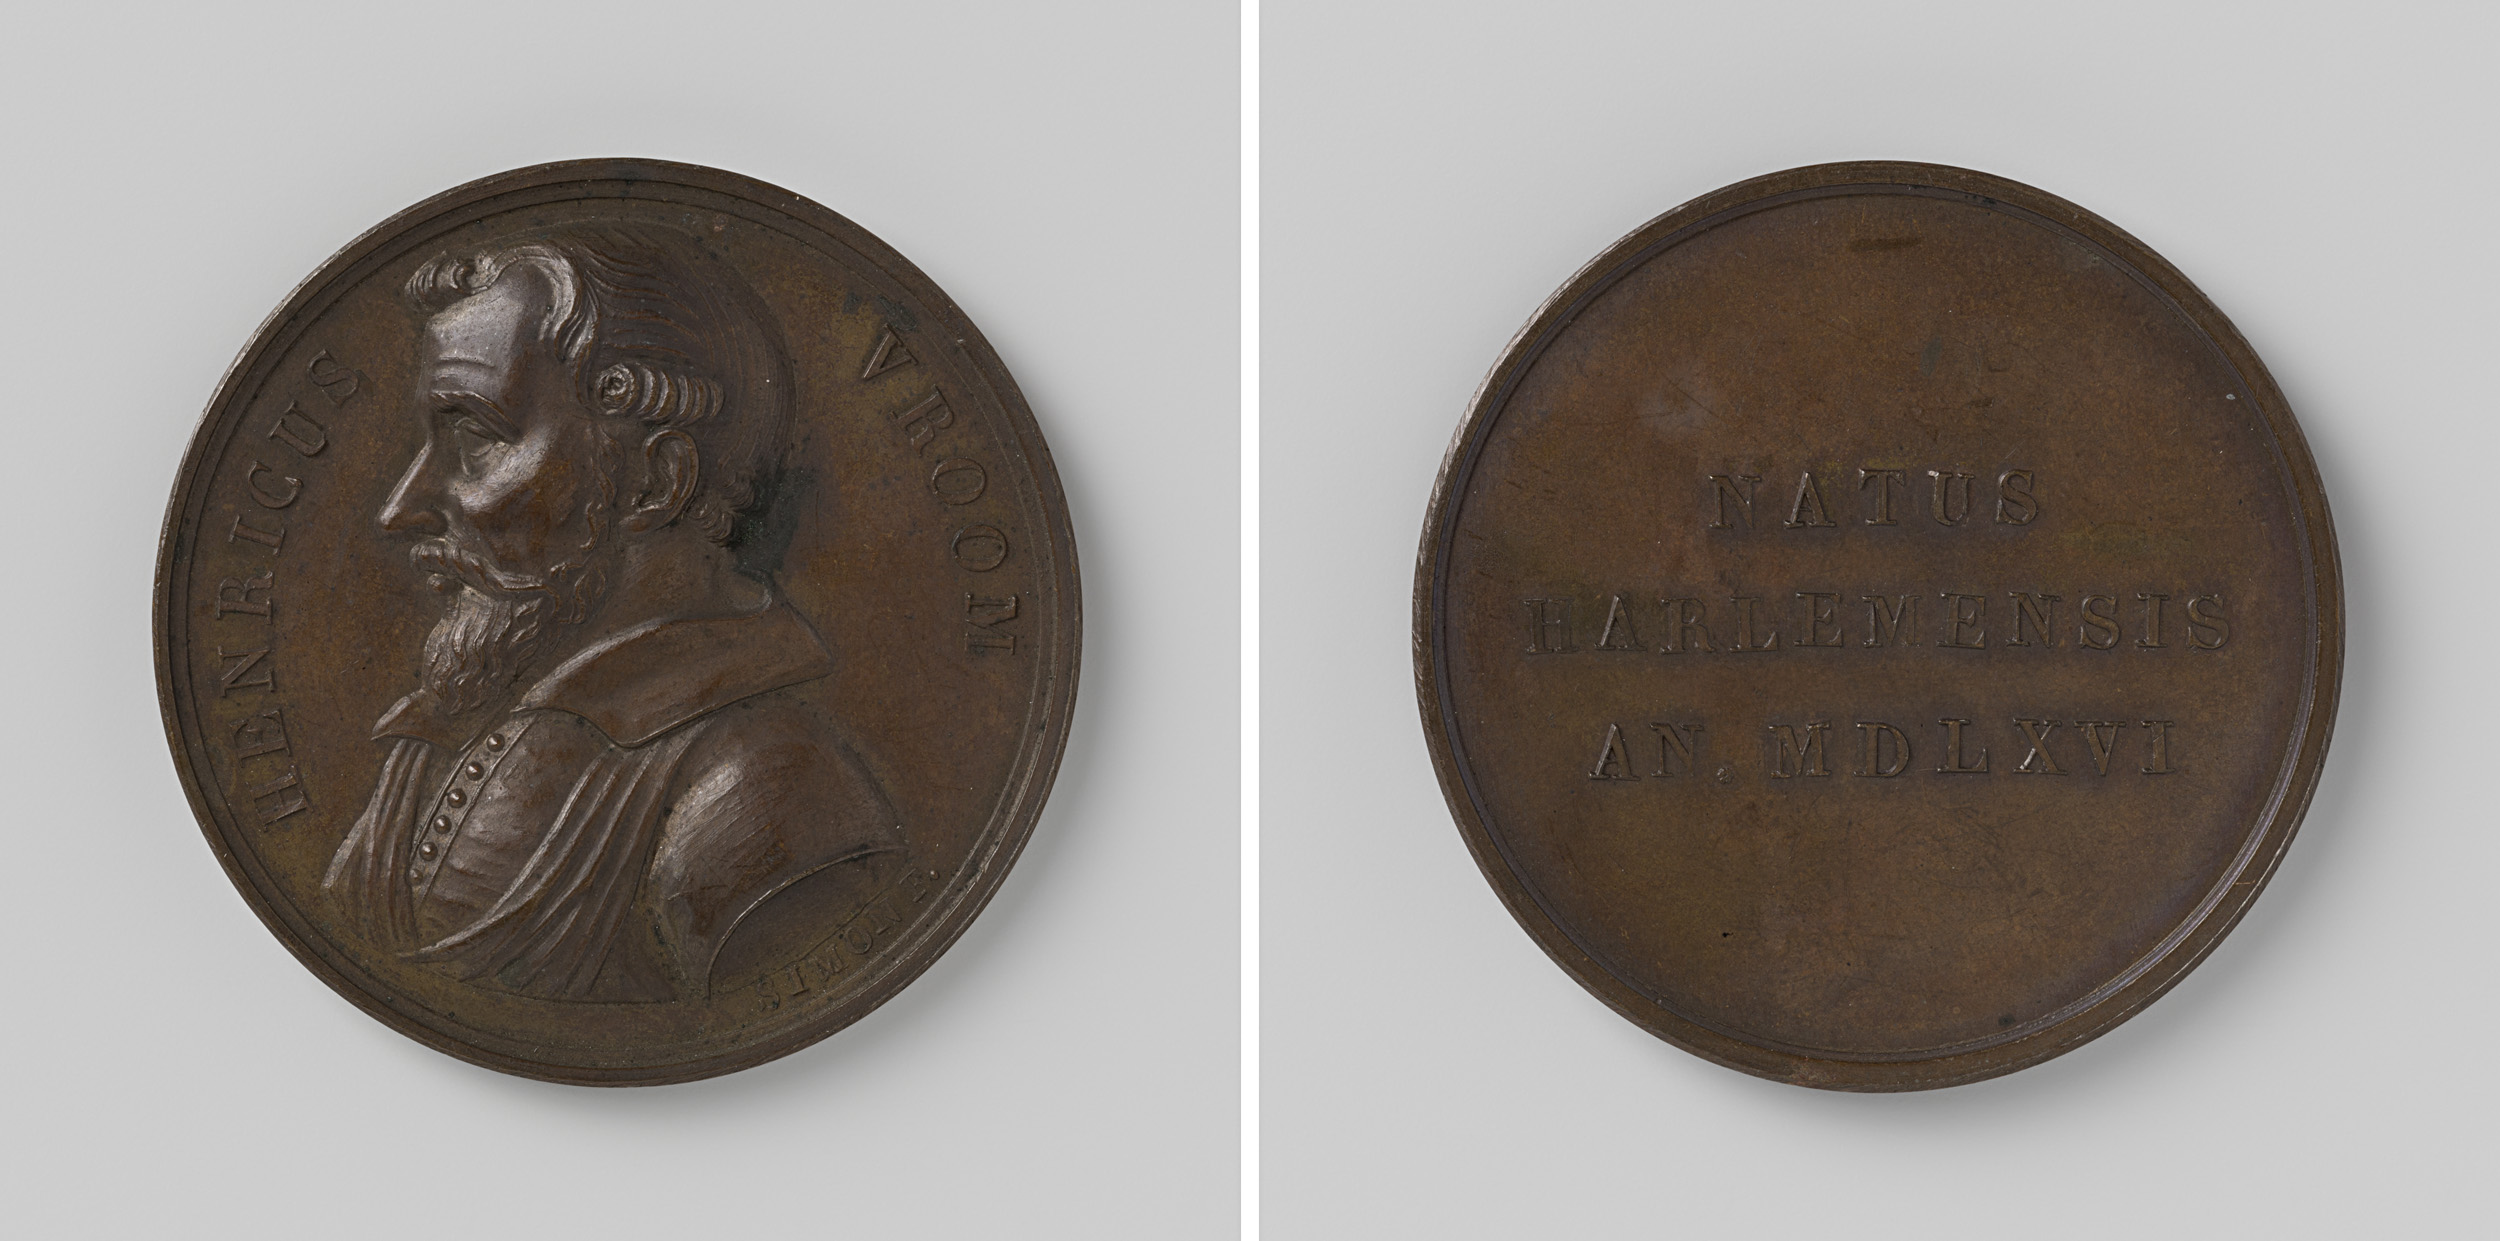 HENRICUS VROOM
SIMON F.
NATUS
HARLEMENSIS
AN. MDLXVI